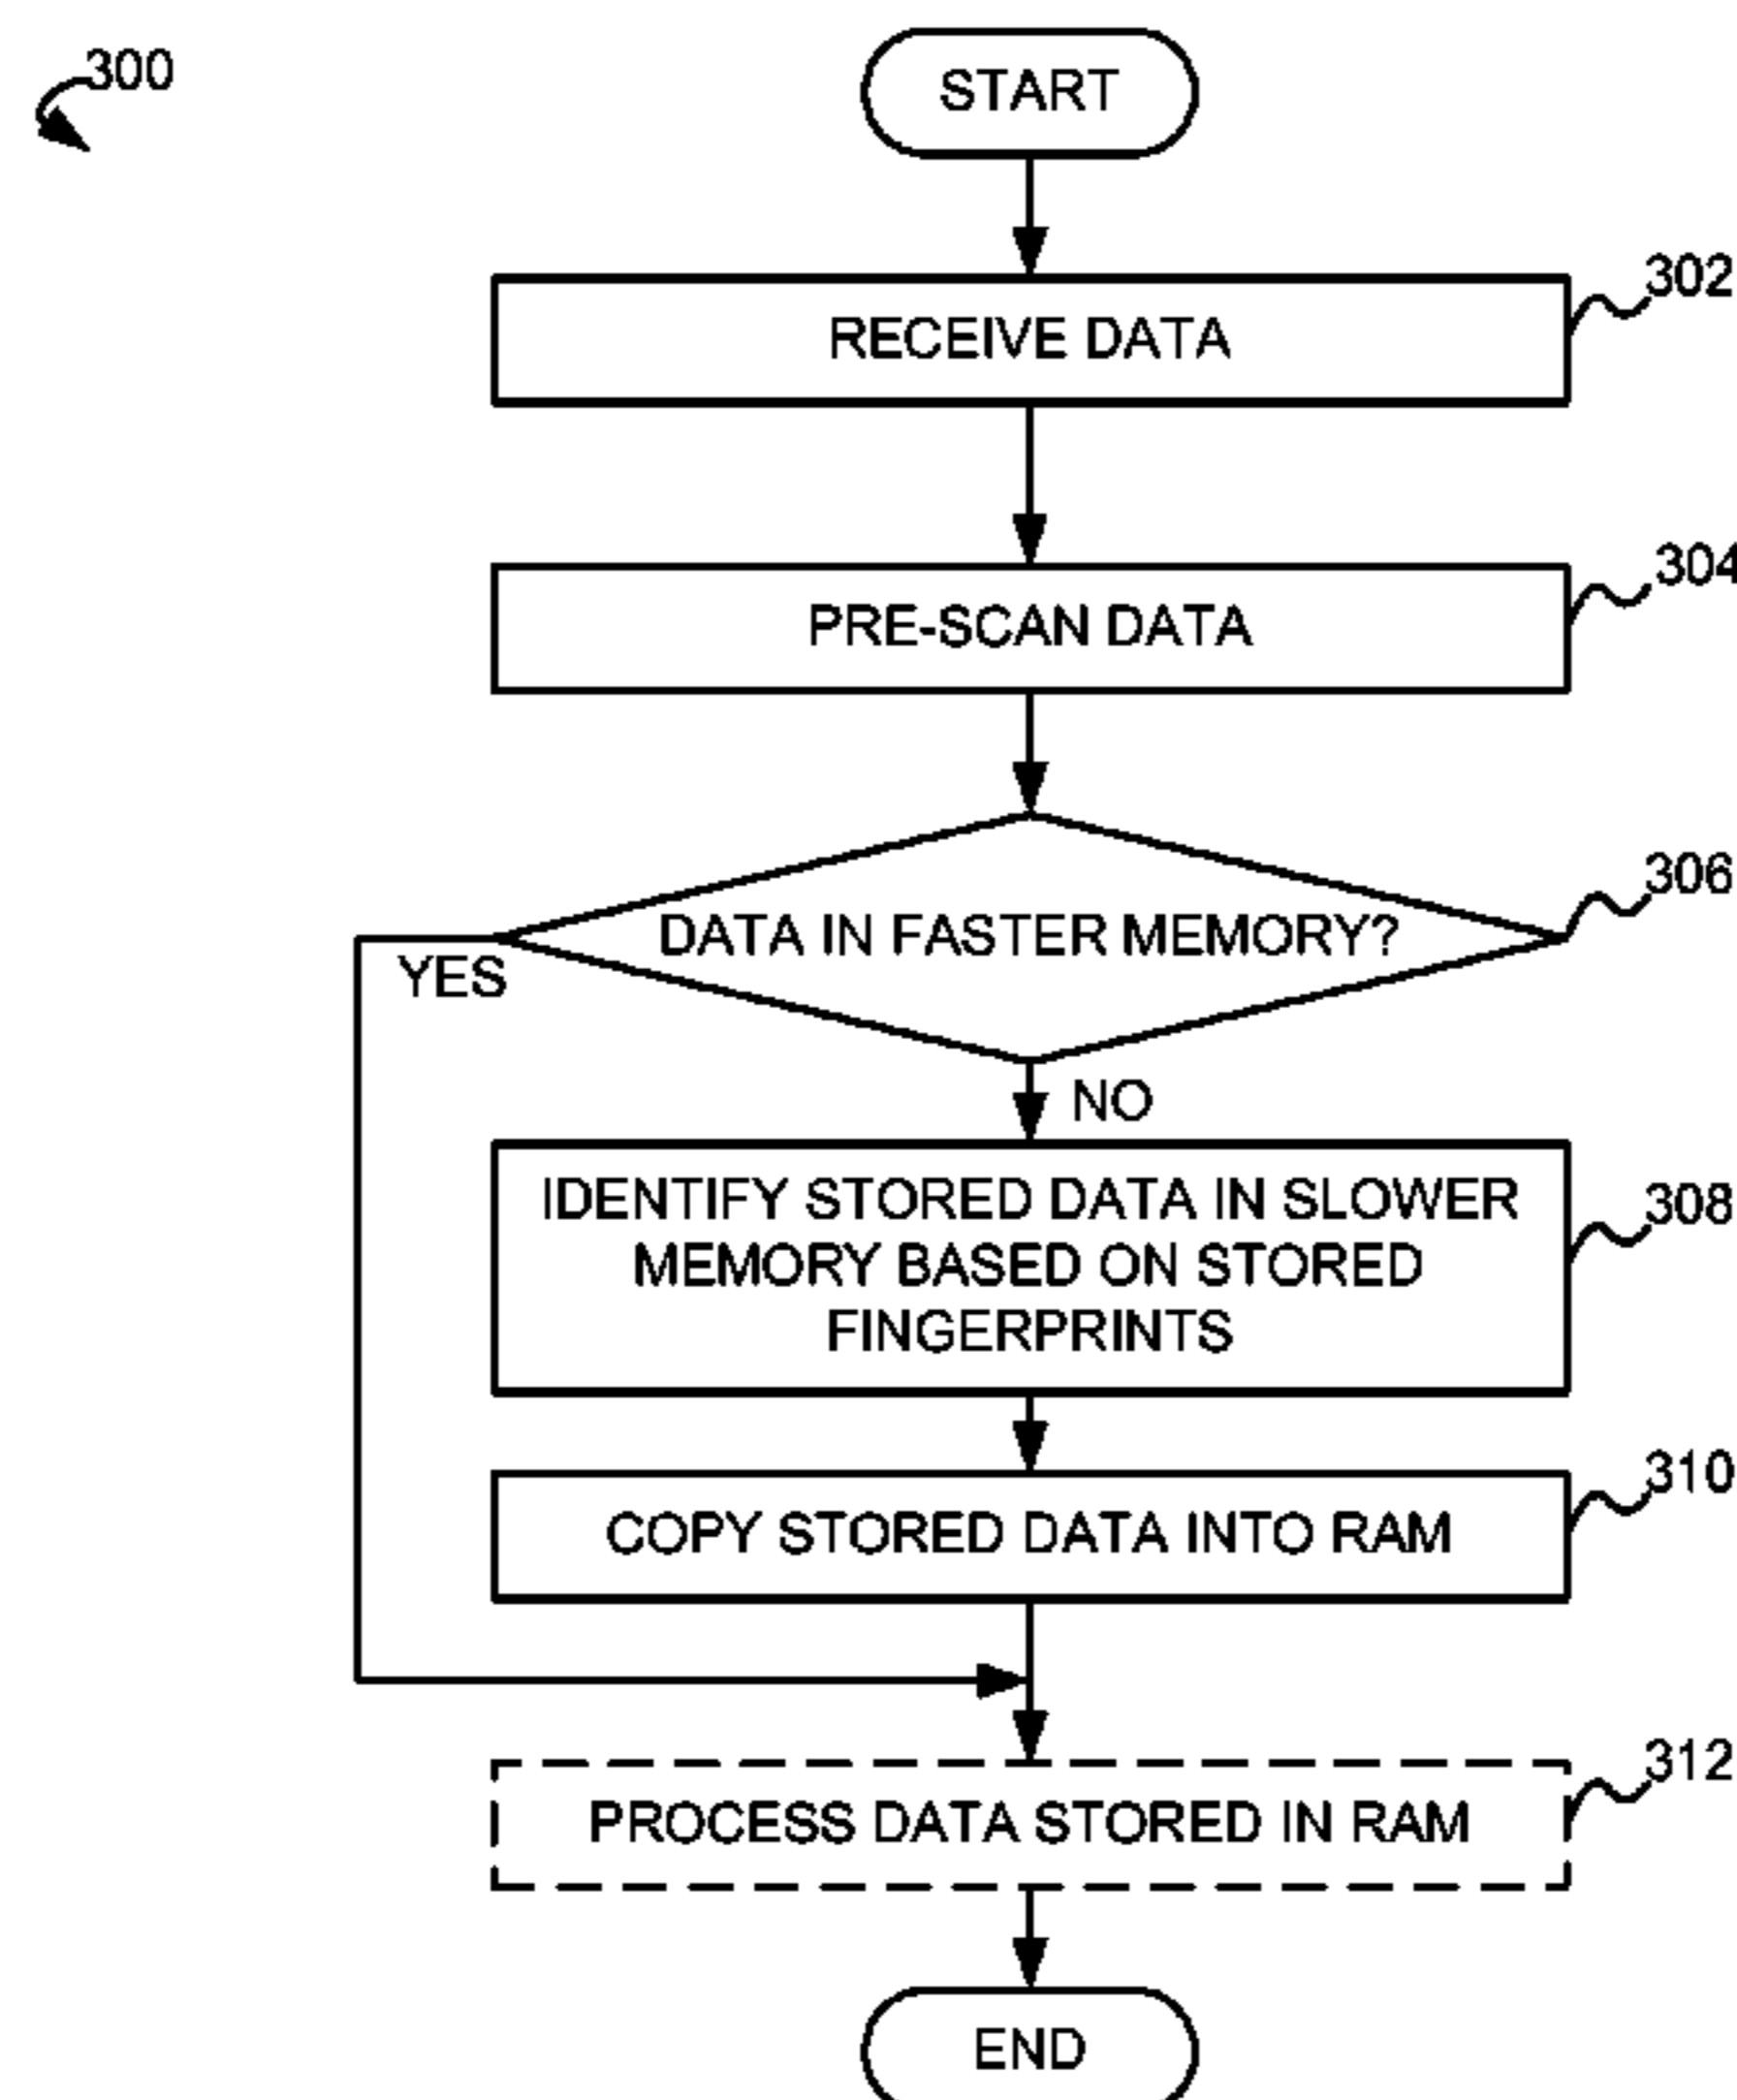 300
START
302
RECEIVE DATA
304
PRE-SCAN DATA
306
DATA IN FASTER MEMORY?
YES
NO
308
IDENTIFY STORED DATA IN SLOWER
MEMORY BASED ON STORED
FINGERPRINTS
310
COPY STORED DATA INTO RAM
312
PROCESS DATA STORED IN RAM
END